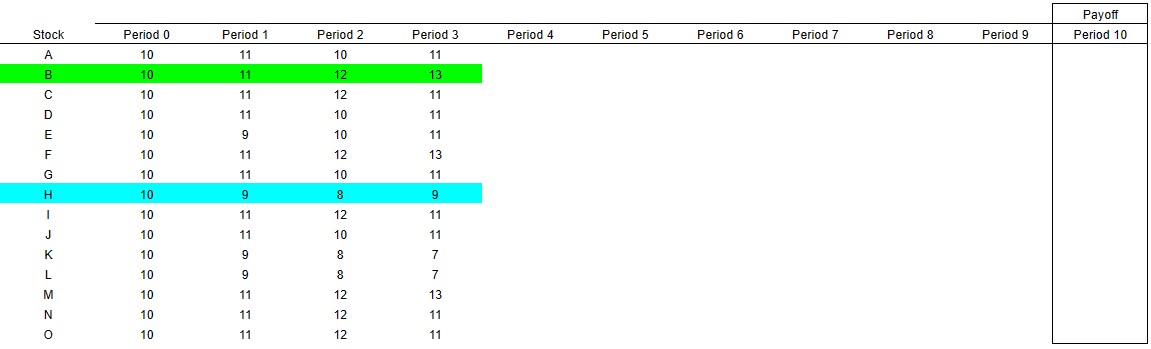 Payoff
Stock Period 0 Period 1 Period 2 Period 3 Period 4 Period 5 Period 6 Period 7 Period 8 Period 9 Period 10
A 10 11 10 11
B 10 11 12 13
C 10 11 12 11
D 10 11 10 11
E 10 9 10 11
F 10 11 12 13
G 10 11 10 11
H 10 9 8 9
I 10 11 12 11
J 10 11 10 11
K 10 9 8 7
L 10 9 8 7
M 10 11 12 13
N 10 11 12 11
O 10 11 12 11